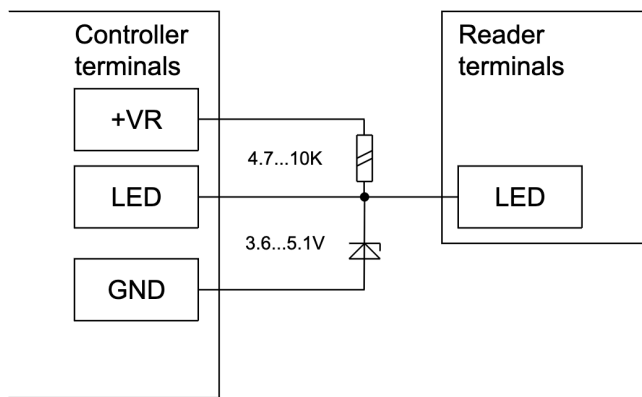 Controller
terminals
Reader
terminals
+VR
4.7...10K
LED
LED
3.6...5.1V
GND